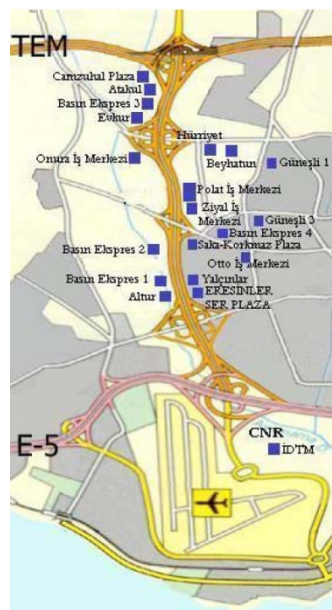 TEM
Camzuhal Plaza
Atakul
Basın Ekspres 3
Evkur
Hürriyet
Onura İş Merkezi
Beyhatun
Güneşli 1
Polat İş Merkezi
Ziyal İş
Merkezi
Güneşli 3
Basın Ekspres 4
Saka-Korkmaz Plaza
Basın Ekspres 2
Otto İş Merkezi
Basın Ekspres 1
Yalçınlar
Altur
ERESİNLER
SER PLAZA
E-5
CNR
İDTM